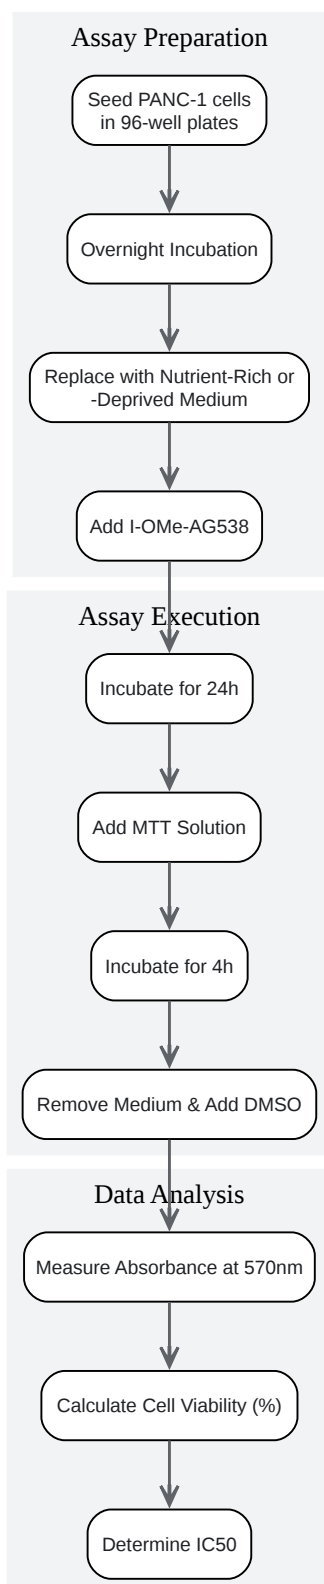 Assay Preparation
Seed PANC-1 cells
in 96-well plates
Overnight Incubation
Replace with Nutrient-Rich or
-Deprived Medium
Add I-OMe-AG538
Assay Execution
Incubate for 24h
Add MTT Solution
Incubate for 4h
Remove Medium & Add DMSO
Data Analysis
Measure Absorbance at 570nm
Calculate Cell Viability (%)
Determine IC50